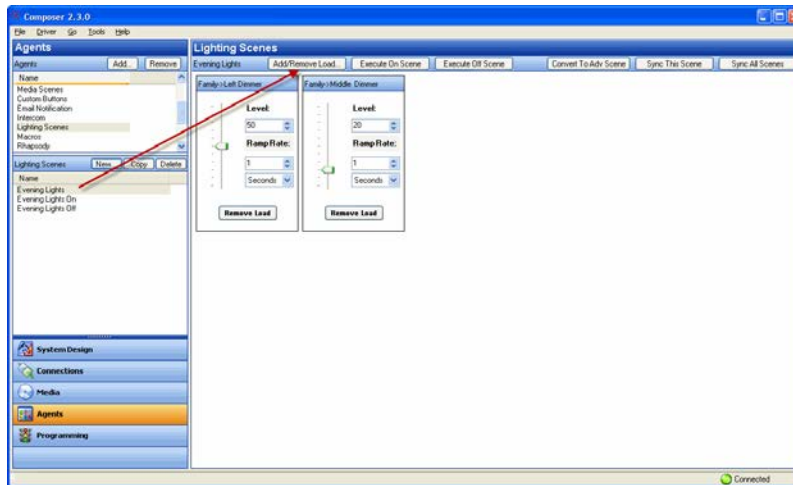 Composer 2.3.0
File Driver Go Tools Help
Agents
Lighting Scenes
Agents Add... Remove
Evening Lights Add/Remove Load... Execute On Scene Execute Off Scene Convert To Adv Scene Sync This Scene Sync All Scenes
Name
Media Scenes
Custom Buttons
Email Notification
Intercom
Lighting Scenes
Macros
Rhapsody
Lighting Scenes New... Copy Delete
Name
Evening Lights
Evening Lights On
Evening Lights Off
Family>Left Dimmer
Level:
50
Ramp Rate:
1
Seconds
Remove Load
Family>Middle Dimmer
Level:
20
Ramp Rate:
1
Seconds
Remove Load
System Design
Connections
Media
Agents
Programming
Connected